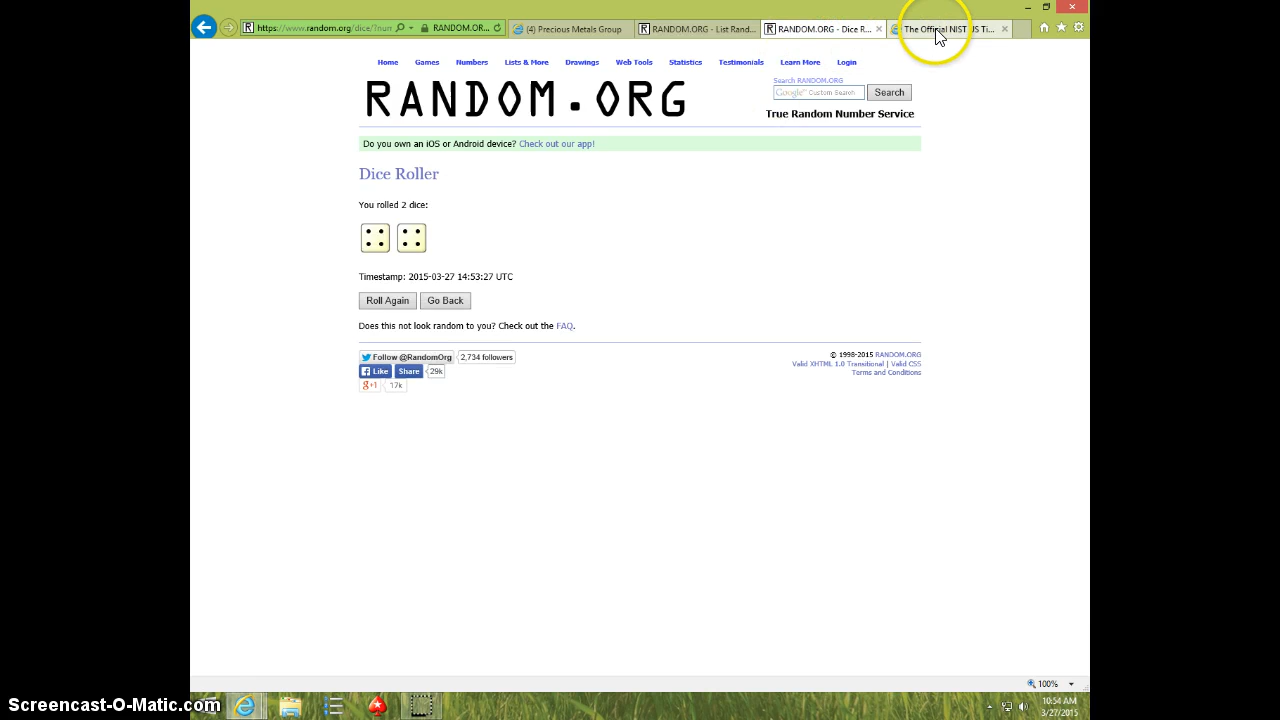 https://www.random.org/dice/?num
RANDOM.OR...
(4) Precious Metals Group
RANDOM.ORG - List Rand...
RANDOM.ORG - Dice R...
The Official NIST US Ti...
Home Games Numbers Lists & More Drawings Web Tools Statistics Testimonials Learn More Login
Search RANDOM.ORG
RANDOM.ORG
Google Custom Search
Search
True Random Number Service
Do you own an iOS or Android device? Check out our app!
Dice Roller
You rolled 2 dice:
Timestamp: 2015-03-27 14:53:27 UTC
Roll Again Go Back
Does this not look random to you? Check out the FAQ.
Follow @RandomOrg 2,734 followers
Like Share 29k
g+1 17k
© 1998-2015 RANDOM.ORG
Valid XHTML 1.0 Transitional | Valid CSS
Terms and Conditions
100%
Screencast-O-Matic.com
10:54 AM
3/27/2015